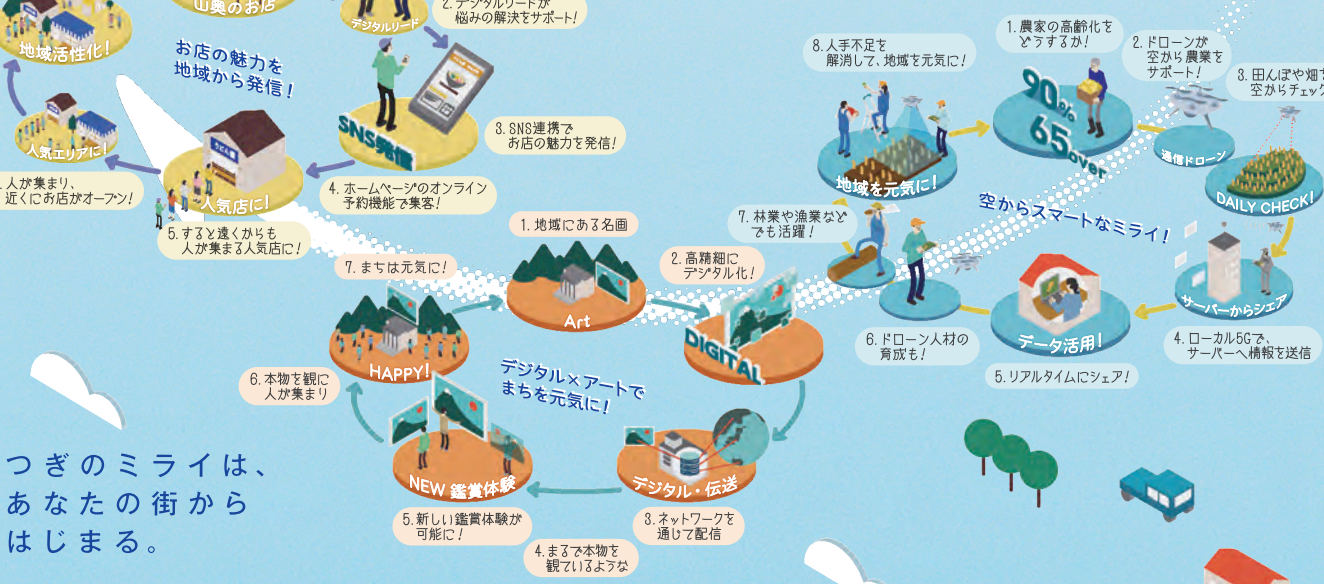 山奥のお店
地域活性化!
お店の魅力を
地域から発信!
デジタルリード
2. デジタルリードが
悩みの解決をサポート!
SNS発信
3. SNS連携で
お店の魅力を発信!
4. ホームページのオンライン
予約機能で集客!
うどん屋
人気店に!
5. すると遠くからも
人が集まる人気店に!
人気エリアに!
人が集まり、
近くにお店がオープン!
1. 地域にある名画
Art
2. 高精細に
デジタル化!
DIGITAL
デジタル・伝送
3. ネットワークを
通じて配信
4. まるで本物を
観ているような
NEW 鑑賞体験
5. 新しい鑑賞体験が
可能に!
6. 本物を観に
人が集まり
HAPPY!
7. まちは元気に!
デジタル×アートで
まちを元気に!
1. 農家の高齢化を
どうするか!
90%
65over
2. ドローンが
空から農業を
サポート!
通信ドローン
3. 田んぼや畑を
空からチェック
DAILY CHECK!
サーバーからシェア
4. ローカル5Gで、
サーバーへ情報を送信
データ活用!
5. リアルタイムにシェア!
6. ドローン人材の
育成も!
7. 林業や漁業など
でも活躍!
8. 人手不足を
解消して、地域を元気に!
地域を元気に!
空からスマートなミライ!
つぎのミライは、
あなたの街から
はじまる。